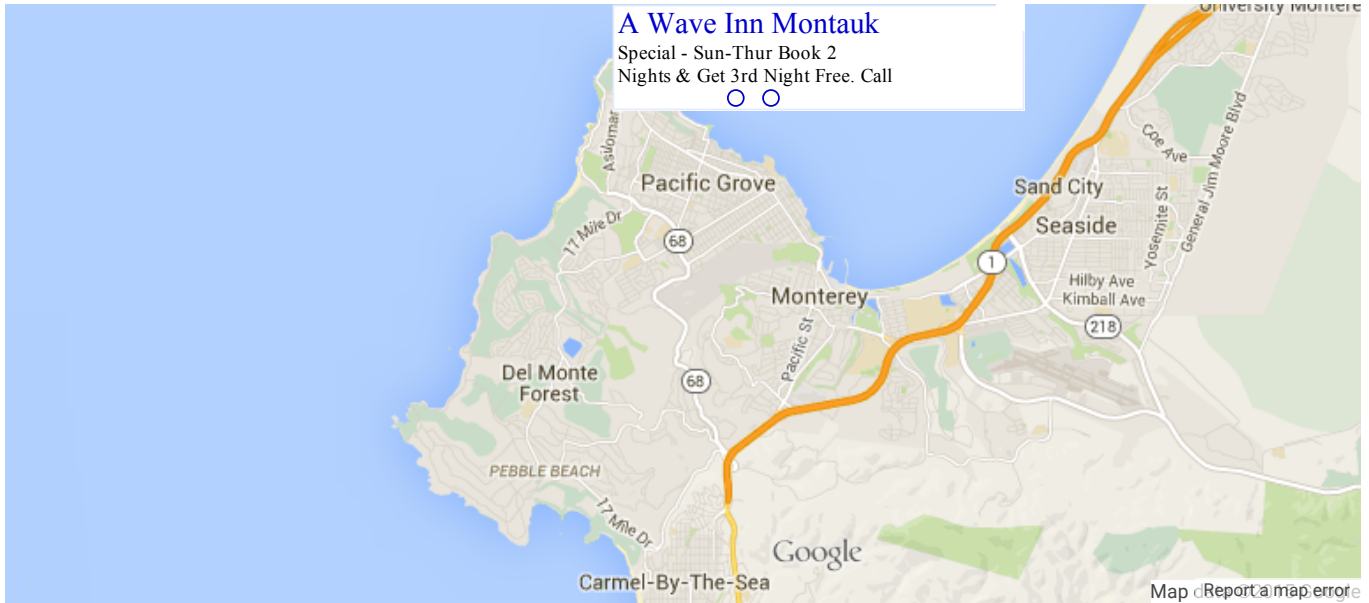 University Montere
A Wave Inn Montauk
Special - Sun-Thur Book 2
Nights & Get 3rd Night Free. Call
Asilomar
Coe Ave
General Jim Moore Blvd
Pacific Grove
Sand City
Yosemite St
17 Mile Dr
68
Seaside
1
Hilby Ave
Kimball Ave
Monterey
218
Pacific St
Del Monte
Forest
68
PEBBLE BEACH
17 Mile Dr
Google
Carmel-By-The-Sea
Map data ©2015 Google
Report a map error